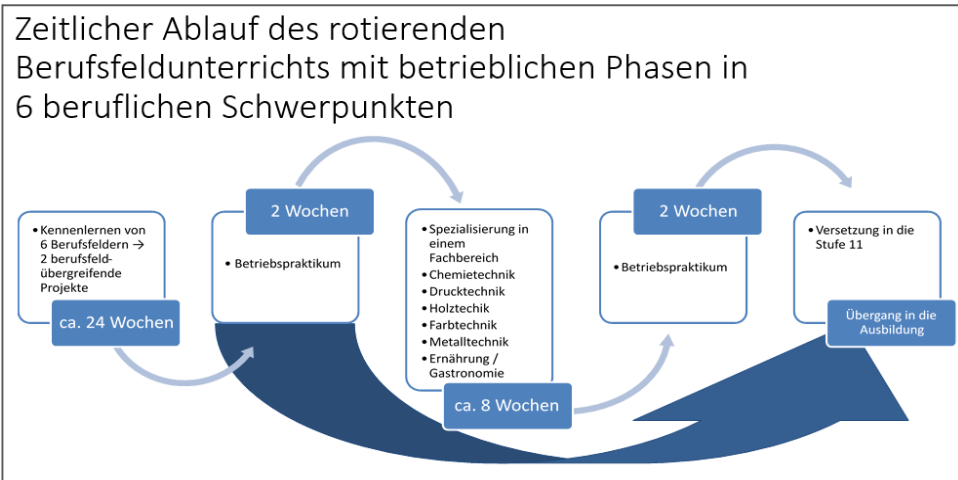 Zeitlicher Ablauf des rotierenden
Berufsfeldunterrichts mit betrieblichen Phasen in
6 beruflichen Schwerpunkten
• Kennenlernen von
6 Berufsfeldern →
2 berufsfeld-
übergreifende
Projekte
ca. 24 Wochen
2 Wochen
• Betriebspraktikum
• Spezialisierung in
einem
Fachbereich
• Chemietechnik
• Drucktechnik
• Holztechik
• Farbtechnik
• Metalltechnik
• Ernährung /
Gastronomie
ca. 8 Wochen
2 Wochen
• Betriebspraktikum
• Versetzung in die
Stufe 11
Übergang in die
Ausbildung